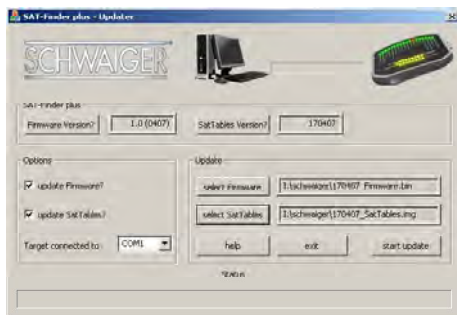 SAT-Finder plus - Updater
SCHWAIGER
SAT-Finder plus
Firmware Version? 1.0 (0407) SatTables Version? 170407
Options
Update
update Firmware? select Firmware I:\schwaiger\170407_Firmware.bin
update SatTables? select SatTables I:\schwaiger\170407_SatTables.img
Target connected to COM1 help exit start update
Status